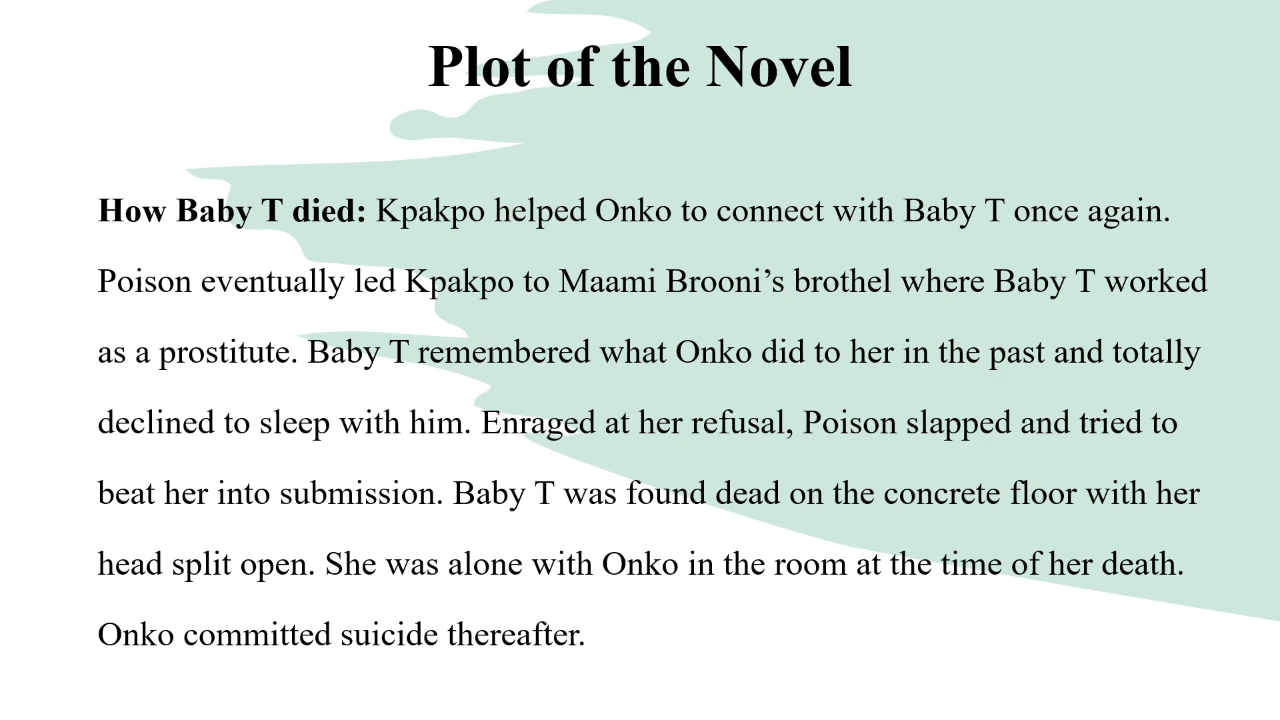 Plot of the Novel
How Baby T died: Kpakpo helped Onko to connect with Baby T once again.
Poison eventually led Kpakpo to Maami Brooni’s brothel where Baby T worked
as a prostitute. Baby T remembered what Onko did to her in the past and totally
declined to sleep with him. Enraged at her refusal, Poison slapped and tried to
beat her into submission. Baby T was found dead on the concrete floor with her
head split open. She was alone with Onko in the room at the time of her death.
Onko committed suicide thereafter.